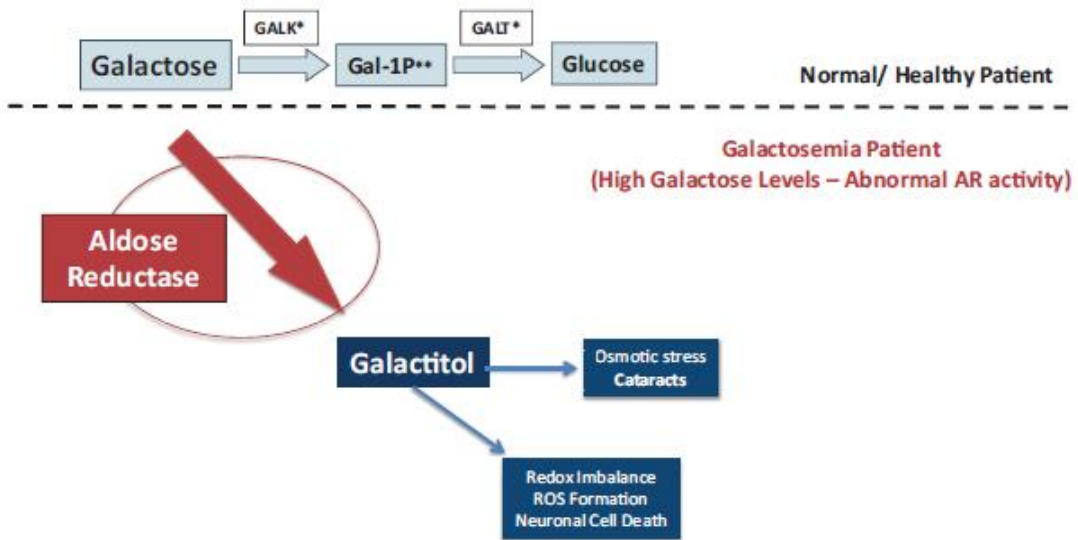 GALK*
GALT*
Galactose
Gal-1P**
Glucose
Normal/ Healthy Patient
Galactosemia Patient
(High Galactose Levels – Abnormal AR activity)
Aldose
Reductase
Galactitol
Osmotic stress
Cataracts
Redox Imbalance
ROS Formation
Neuronal Cell Death